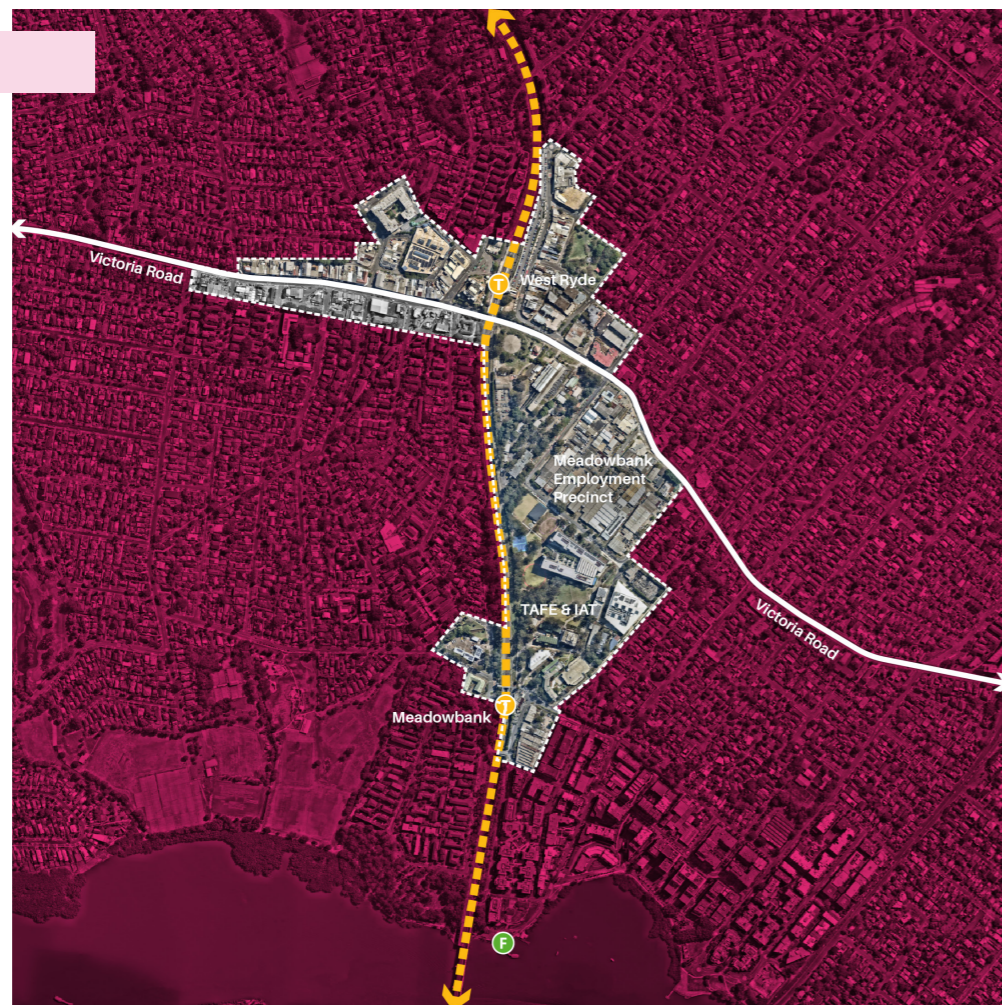 Victoria Road
T
West Ryde
Meadowbank
Employment
Precinct
TAFE & IAT
Victoria Road
Meadowbank
T
F